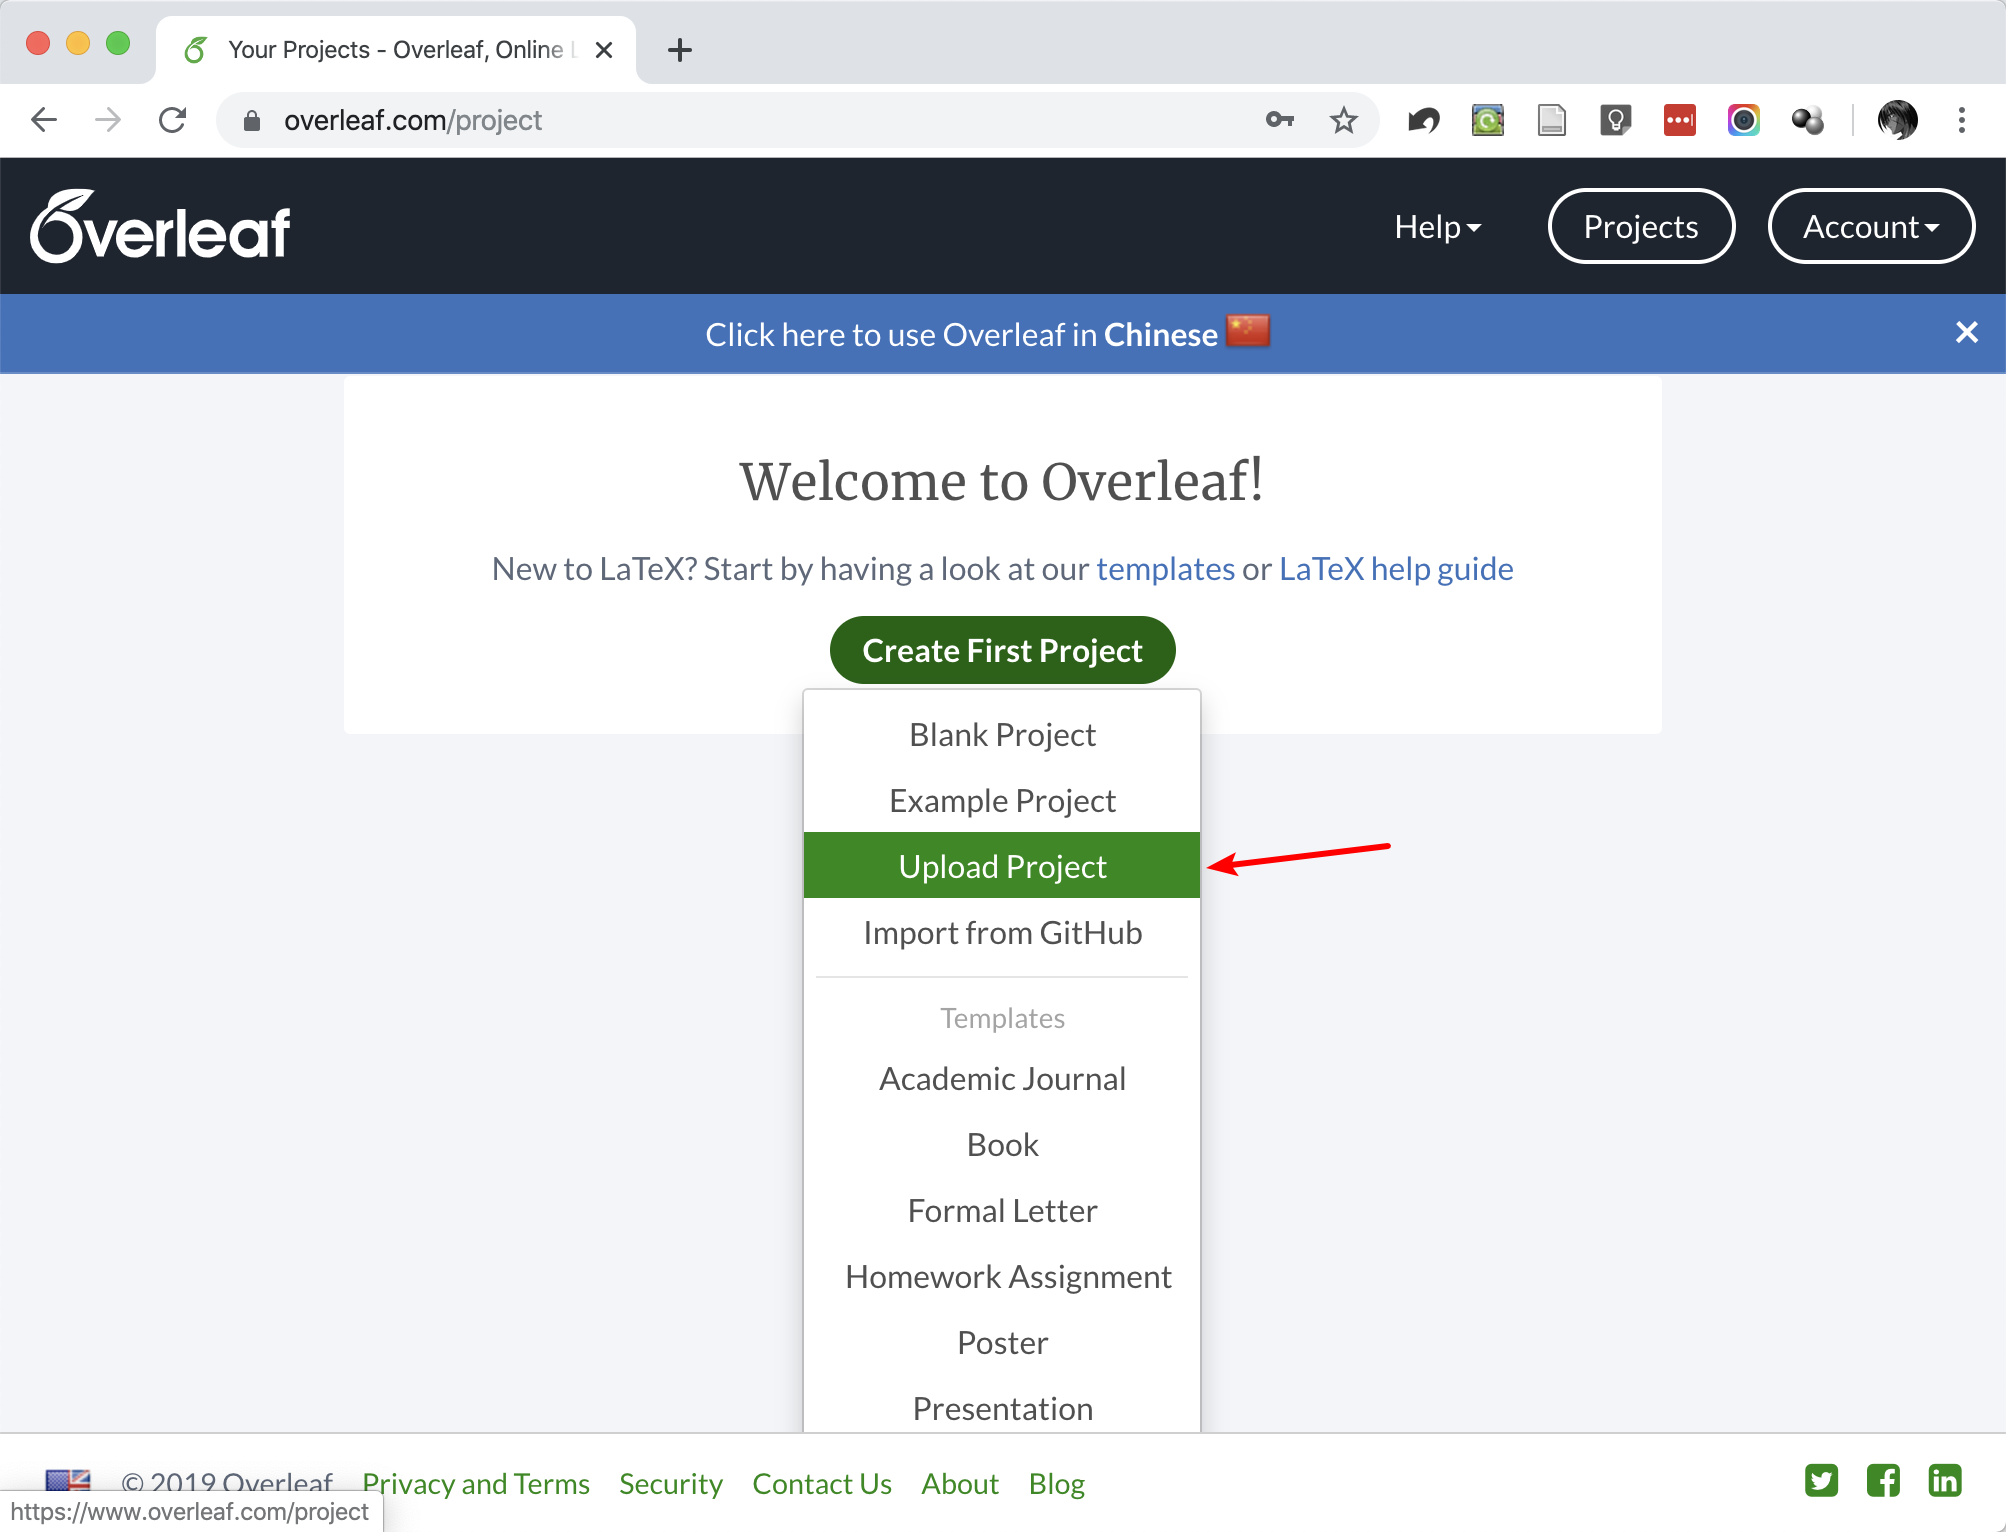 Your Projects - Overleaf, Online L
overleaf.com/project
Overleaf
Help
Projects
Account
Click here to use Overleaf in Chinese
Welcome to Overleaf!
New to LaTeX? Start by having a look at our templates or LaTeX help guide
Create First Project
Blank Project
Example Project
Upload Project
Import from GitHub
Templates
Academic Journal
Book
Formal Letter
Homework Assignment
Poster
Presentation
© 2019 Overleaf Privacy and Terms Security Contact Us About Blog
https://www.overleaf.com/project